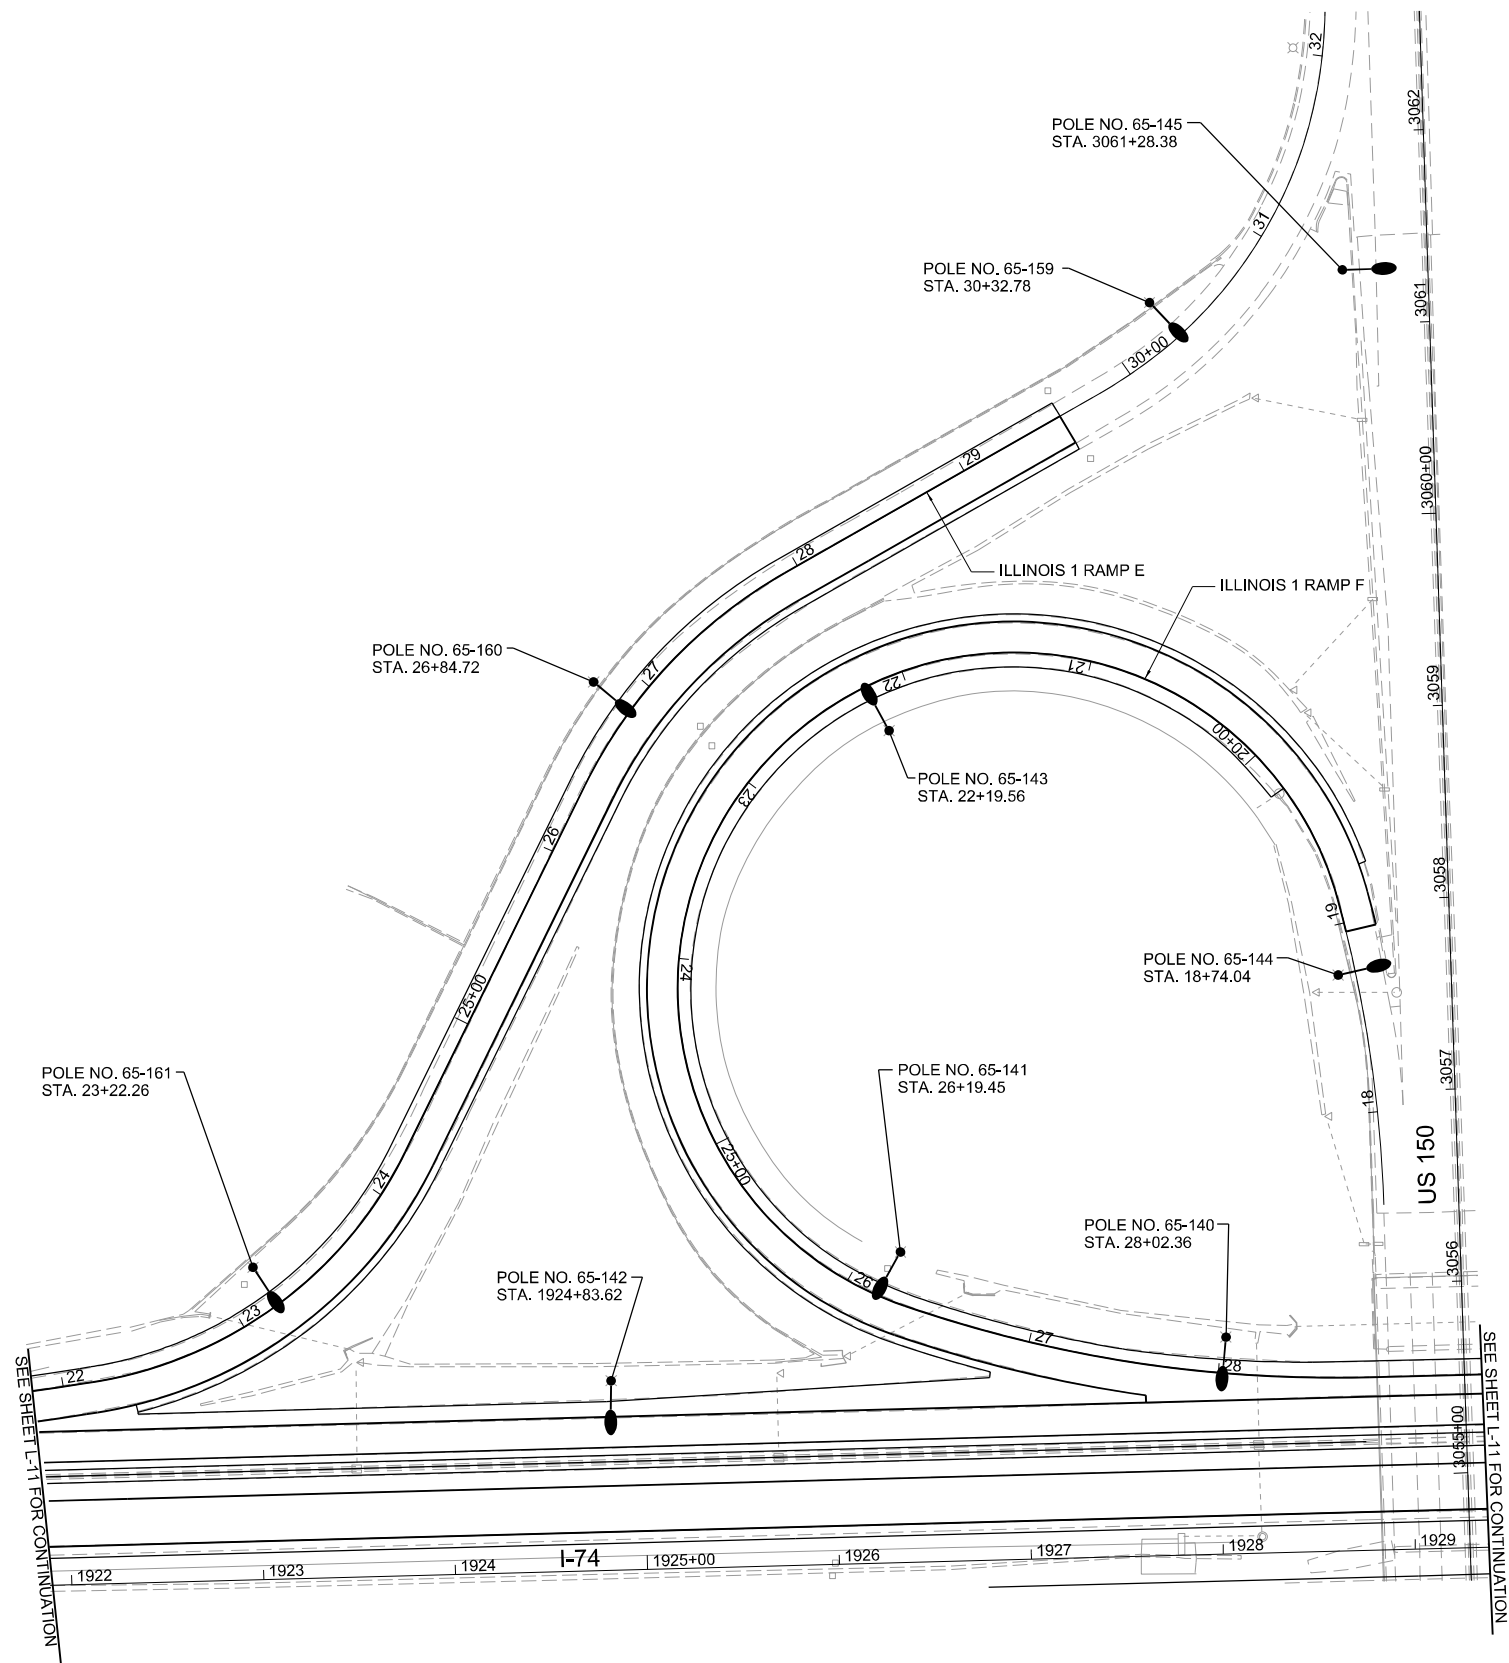 32
3062
POLE NO. 65-145
STA. 3061+28.38
31
POLE NO. 65-159
STA. 30+32.78
3061
30+00
29
3060+00
28
ILLINOIS 1 RAMP E
ILLINOIS 1 RAMP F
POLE NO. 65-160
STA. 26+84.72
27
22
21
3059
20+00
POLE NO. 65-143
STA. 22+19.56
23
26
3058
19
POLE NO. 65-144
STA. 18+74.04
24
25+00
POLE NO. 65-161
STA. 23+22.26
POLE NO. 65-141
STA. 26+19.45
3057
18
US 150
24
25+00
POLE NO. 65-140
STA. 28+02.36
POLE NO. 65-142
STA. 1924+83.62
26
3056
23
27
22
28
SEE SHEET L-11 FOR CONTINUATION
SEE SHEET L-11 FOR CONTINUATION
3055+00
I-74
1922
1923
1924
1925+00
1926
1927
1928
1929